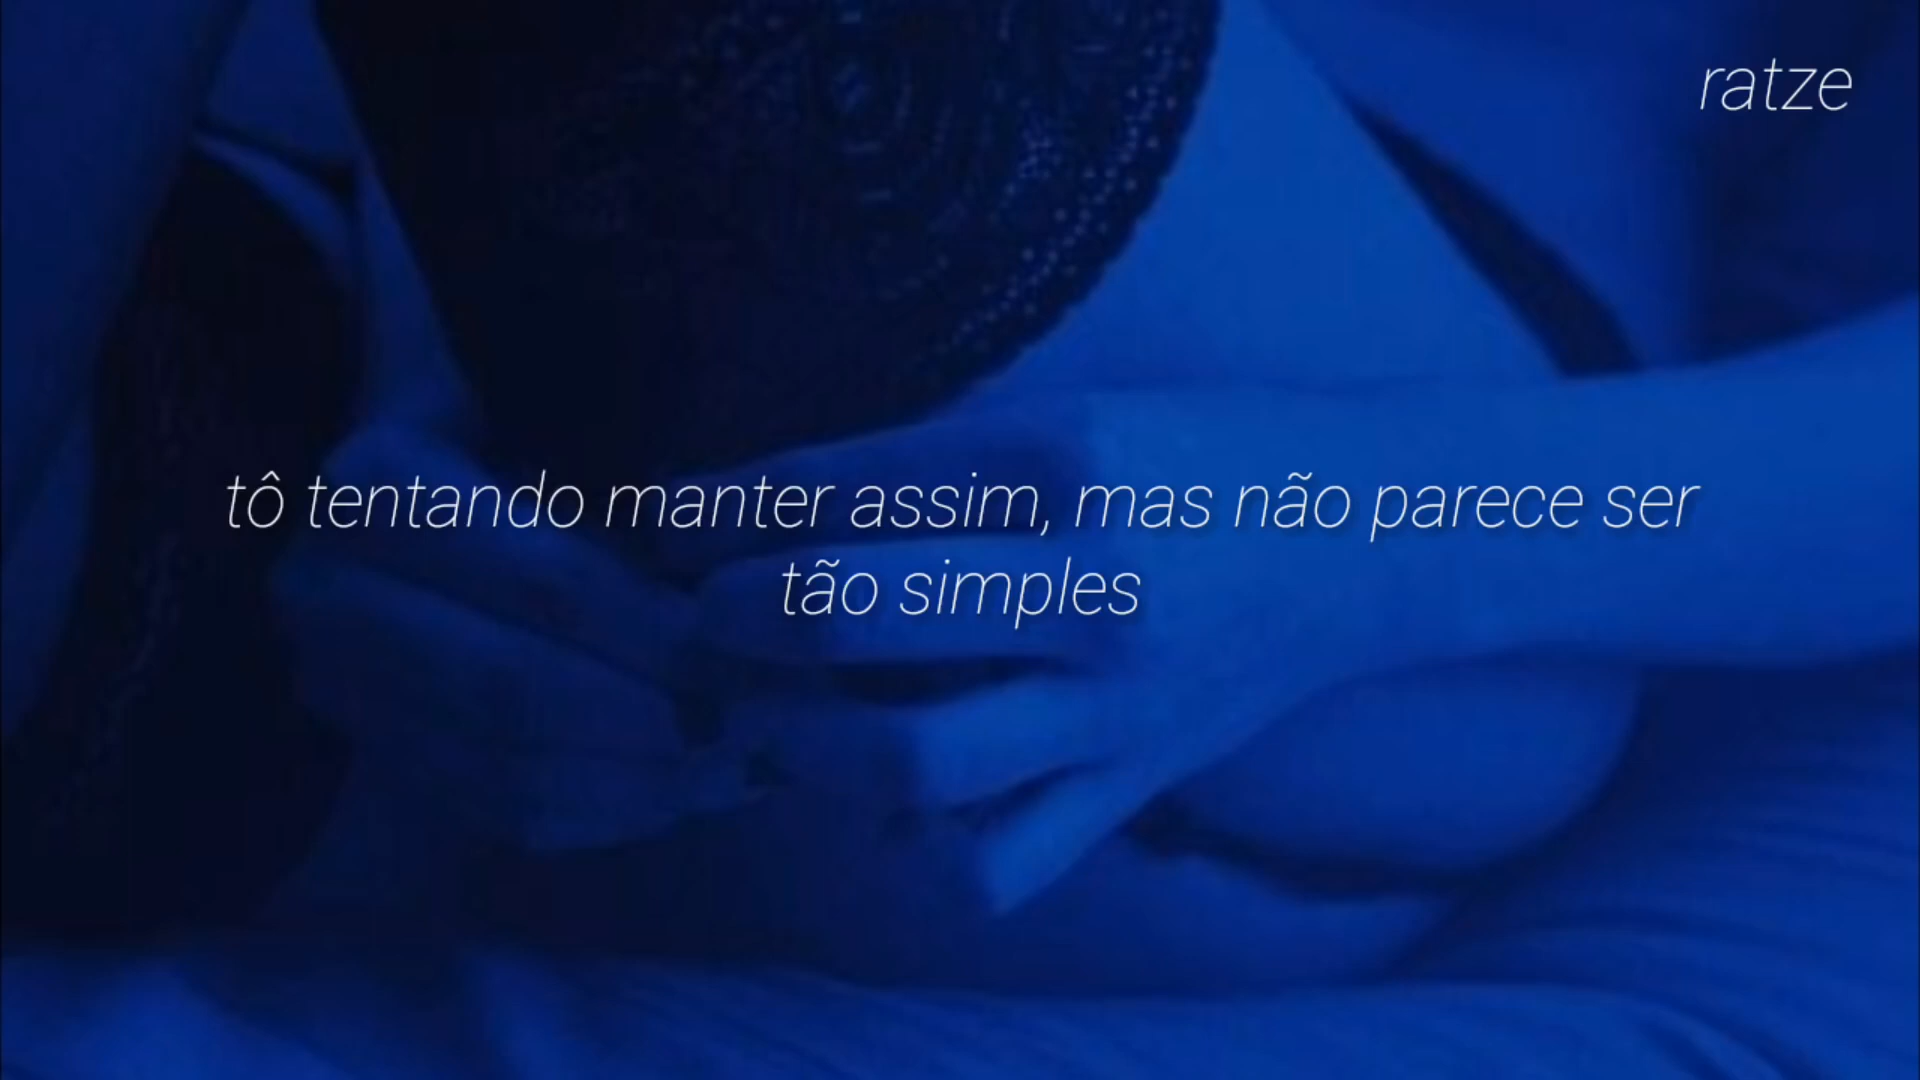 ratze
tô tentando manter assim, mas não parece ser
tão simples